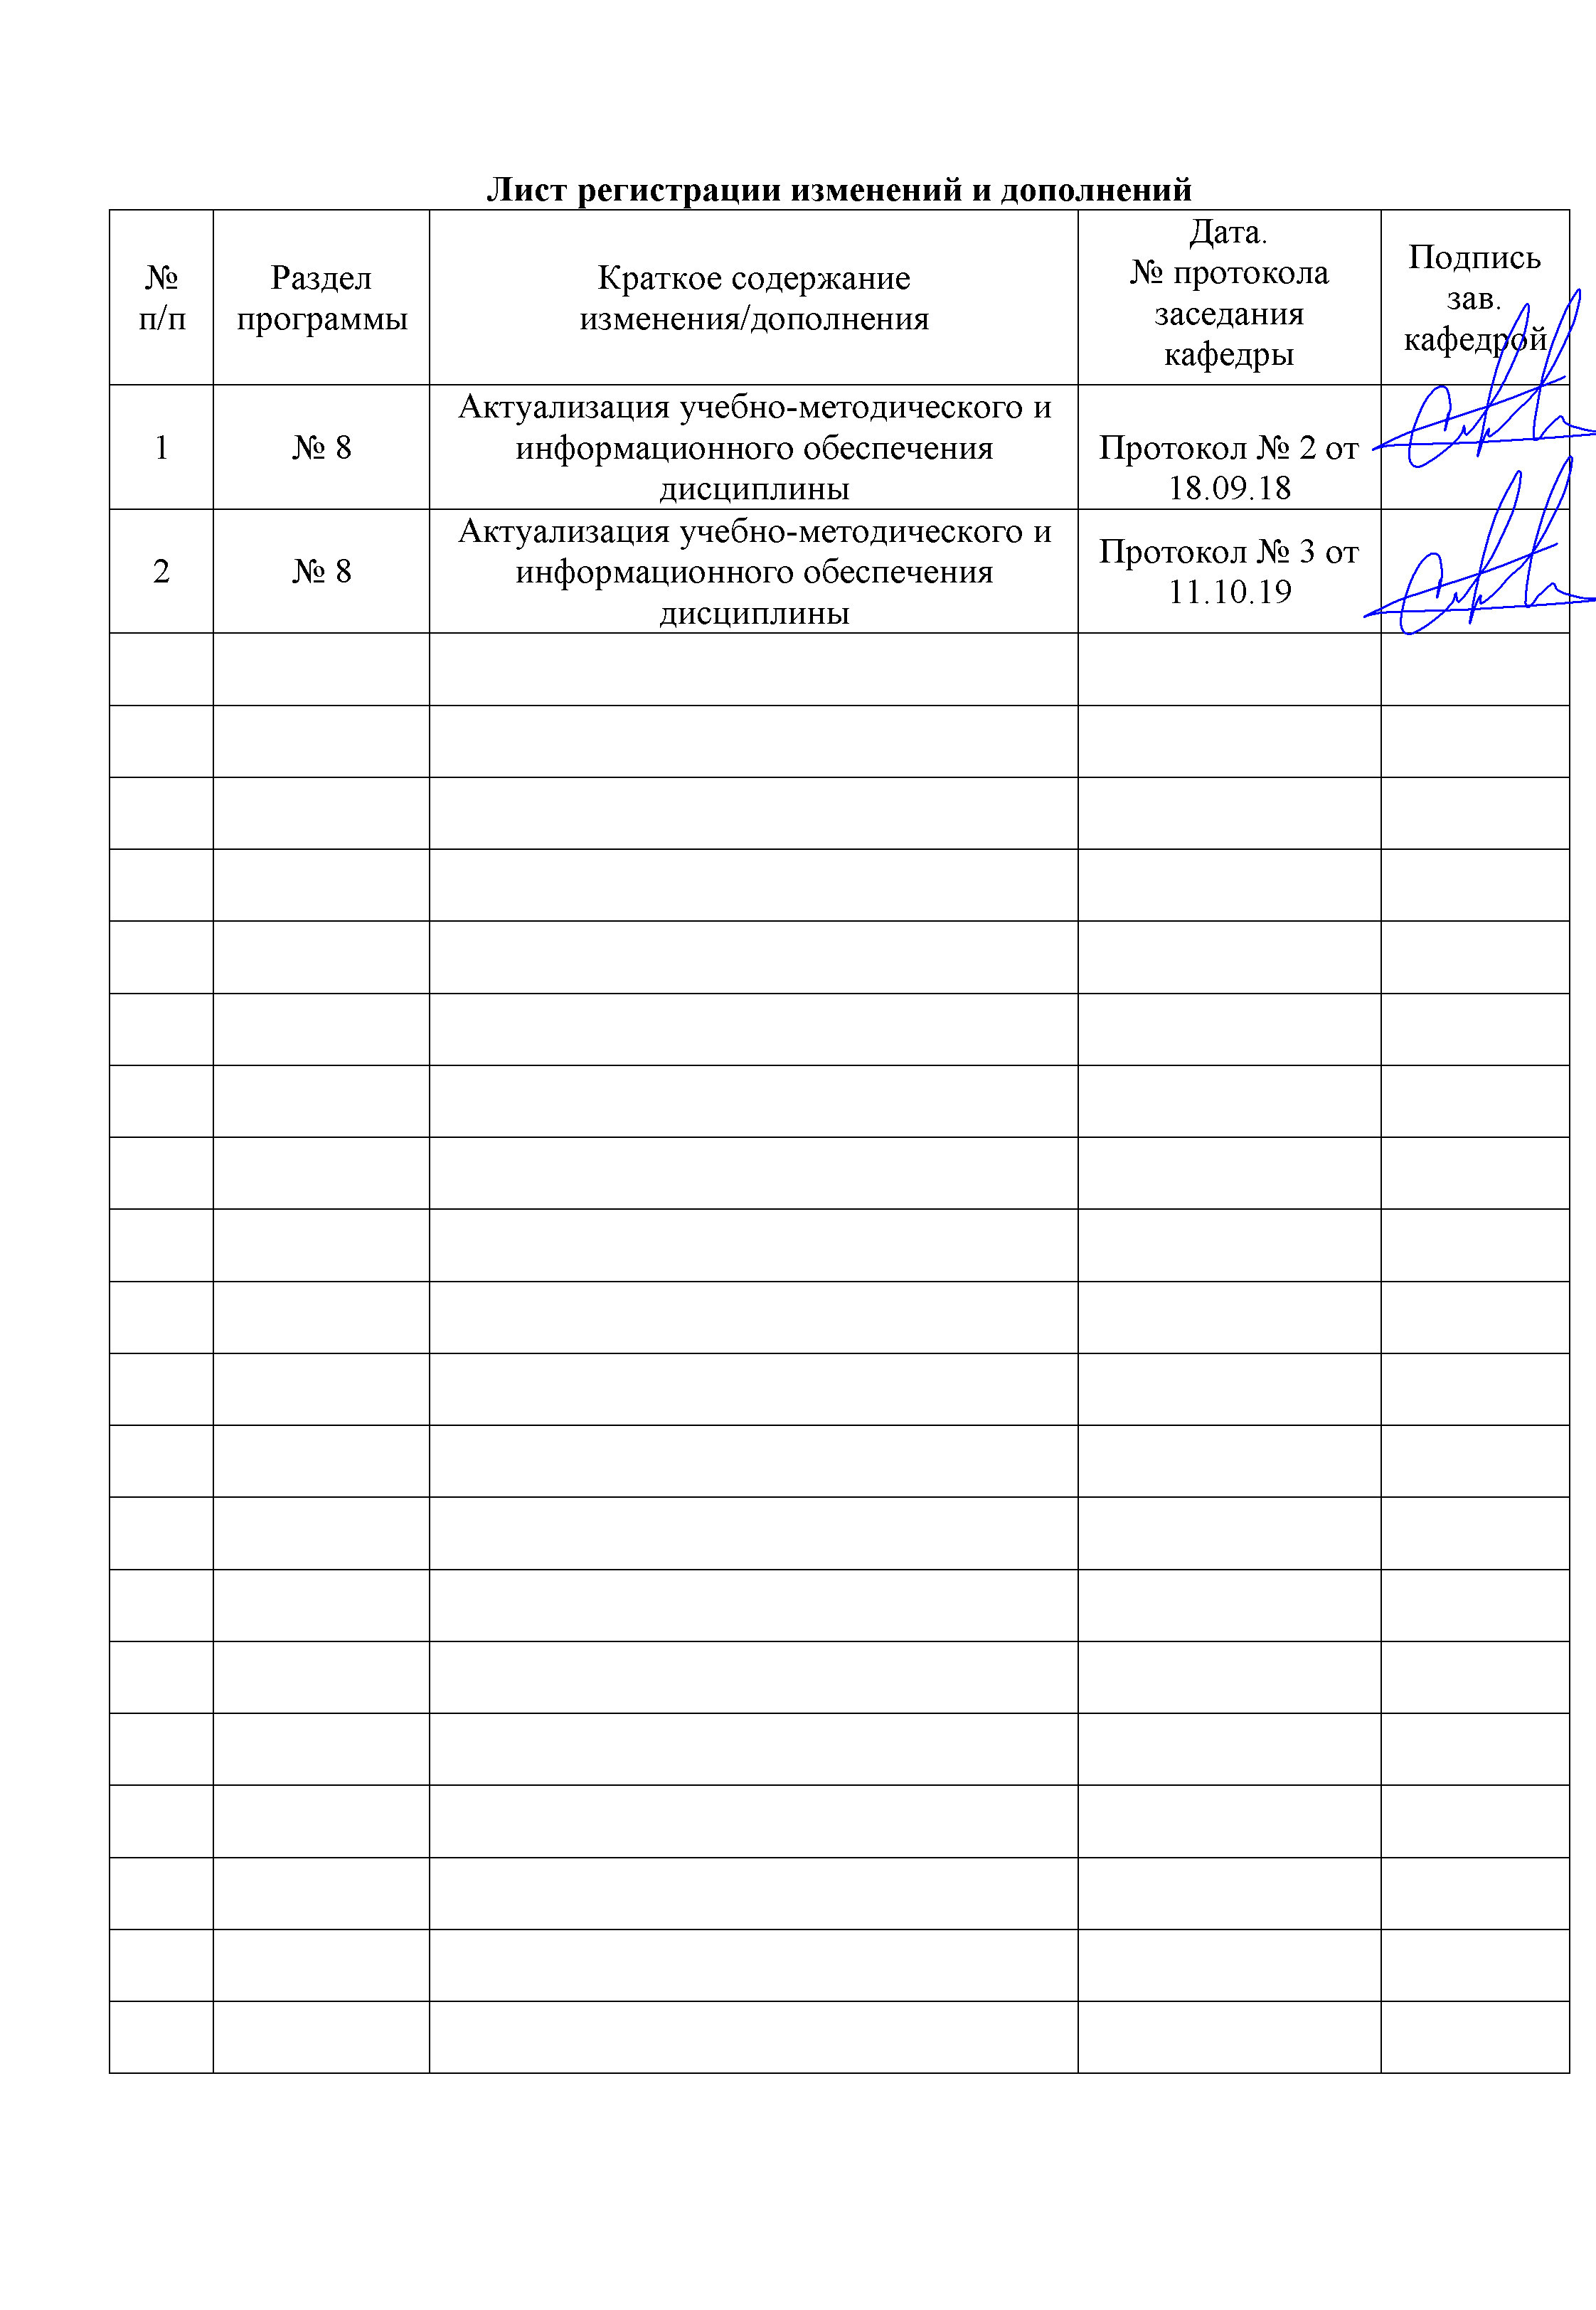 Лист регистрации изменений и дополнений
№
п/п
Раздел
программы
Краткое содержание
изменения/дополнения
Дата.
№ протокола
заседания
кафедры
Подпись
зав.
кафедрой
1
№ 8
Актуализация учебно-методического и
информационного обеспечения
дисциплины
Протокол № 2 от
18.09.18
2
№ 8
Актуализация учебно-методического и
информационного обеспечения
дисциплины
Протокол № 3 от
11.10.19